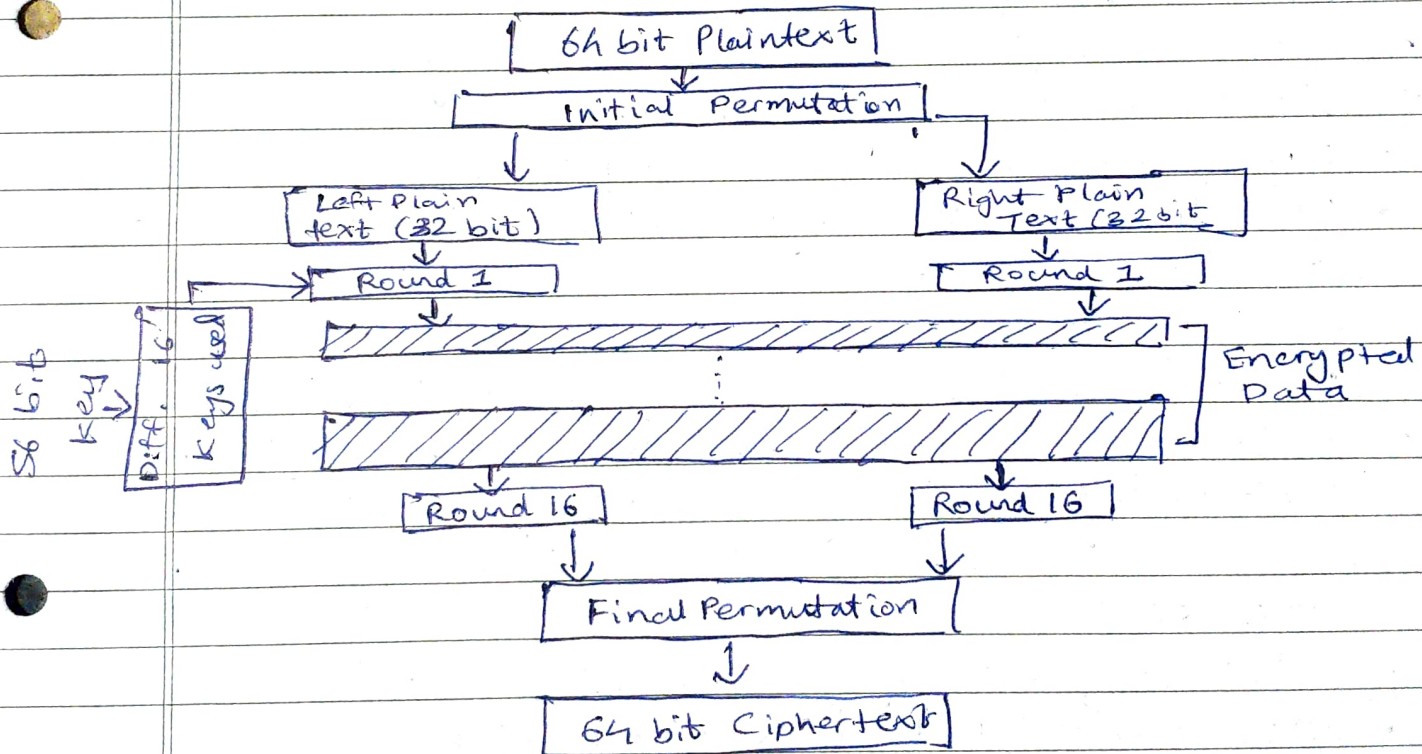 64 bit Plaintext
Initial Permutation
Left Plain
text (32 bit)
Right Plain
Text (32 bit
Round 1
Round 1
56 bit
key
Diff. 16
keys used
Encrypted
Data
Round 16
Round 16
Final Permutation
64 bit Ciphertext